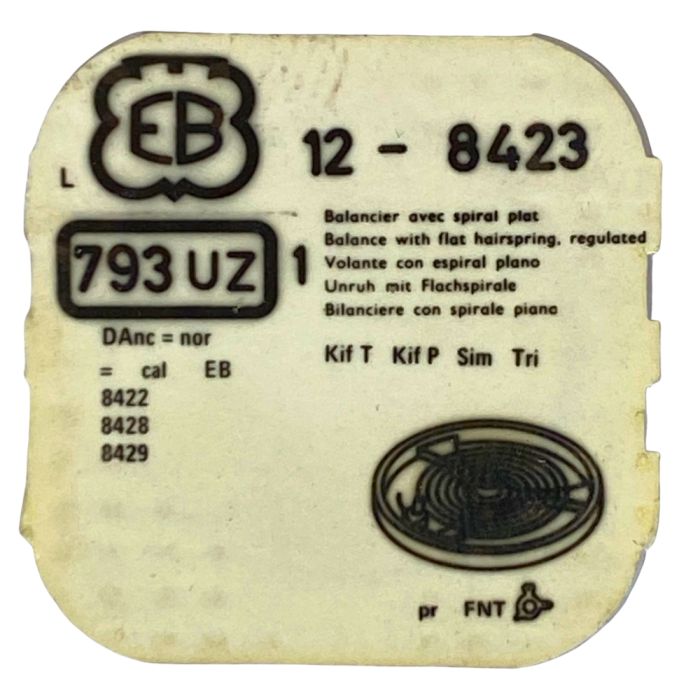 EB
L
12 - 8423
793 UZ 1
Balancier avec spiral plat
Balance with flat hairspring, regulated
Volante con espiral plano
Unruh mit Flachspirale
Bilanciere con spirale piana
DAnc = nor
= cal EB
8422
8428
8429
Kif T Kif P Sim Tri
pr FNT